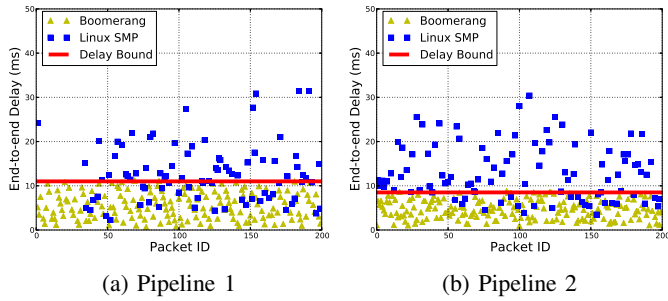 Boomerang
Linux SMP
Delay Bound
End-to-end Delay (ms)
50
40
30
20
10
0
0 50 100 150 200
Packet ID
(a) Pipeline 1
Boomerang
Linux SMP
Delay Bound
End-to-end Delay (ms)
50
40
30
20
10
0
0 50 100 150 200
Packet ID
(b) Pipeline 2